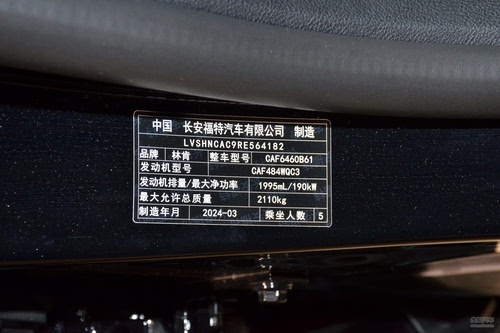 中国 长安福特汽车有限公司 制造
LVSHNCAC9RE564182
品牌 林肯 整车型号 CAF6460B61
发动机型号 CAF484WQC3
发动机排量/最大净功率 1995mL/190kW
最大允许总质量 2110kg
制造年月 2024-03 乘坐人数 5